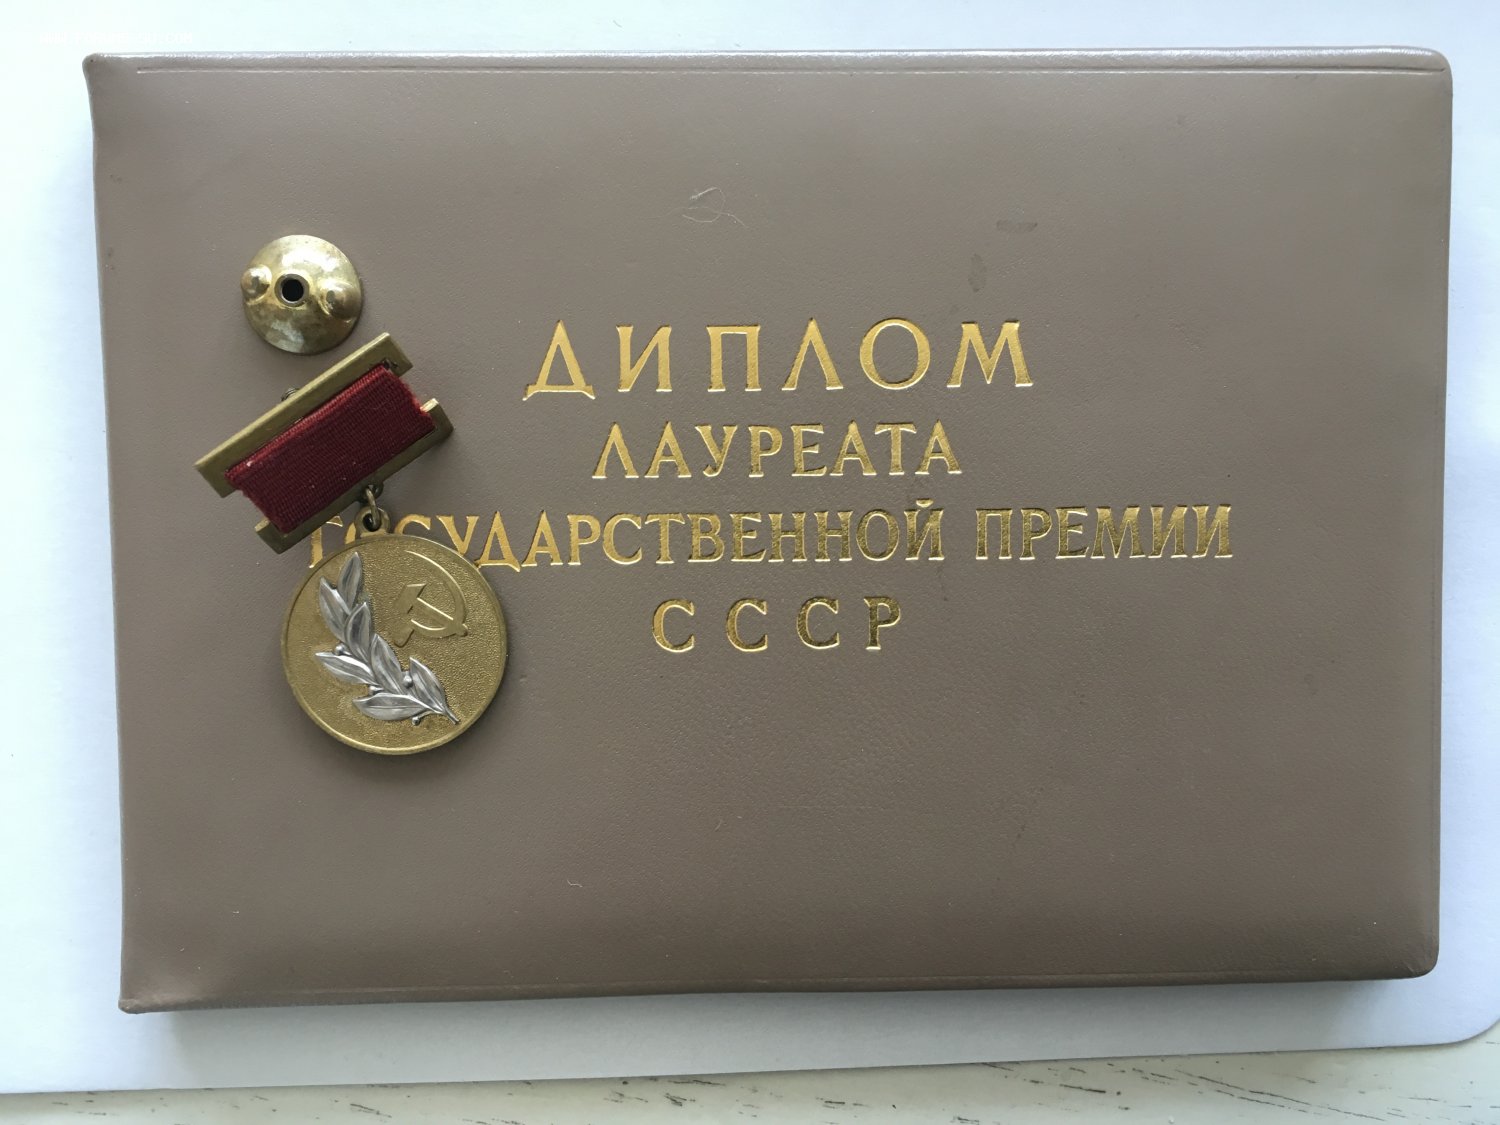 ДИПЛОМ
ЛАУРЕАТА
ГОСУДАРСТВЕННОЙ ПРЕМИИ
СССР